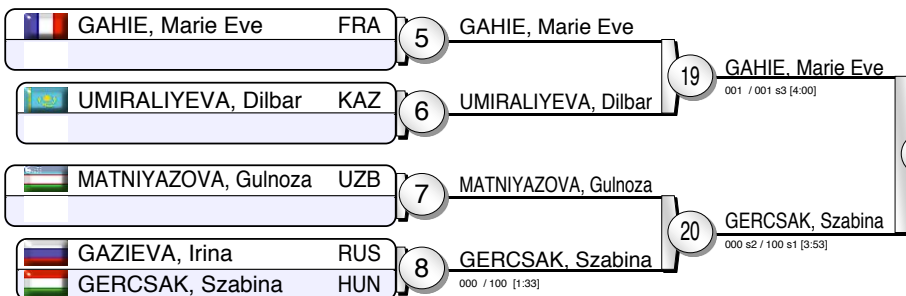 GAHIE, Marie Eve FRA
5
GAHIE, Marie Eve
UMIRALIYEVA, Dilbar KAZ
6
UMIRALIYEVA, Dilbar
19
GAHIE, Marie Eve
001 / 001 s3 [4:00]
MATNIYAZOVA, Gulnoza UZB
7
MATNIYAZOVA, Gulnoza
GAZIEVA, Irina RUS
GERCSAK, Szabina HUN
8
GERCSAK, Szabina
000 / 100 [1:33]
20
GERCSAK, Szabina
000 s2 / 100 s1 [3:53]